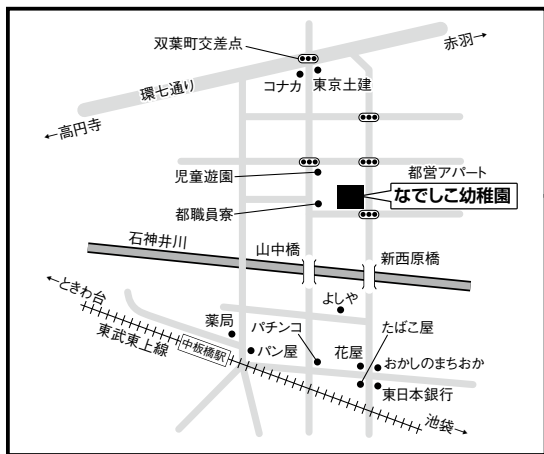 双葉町交差点
赤羽→
環七通り
コナカ
東京土建
←高円寺
児童遊園
都営アパート
なでしこ幼稚園
都職員寮
石神井川
山中橋
新西原橋
←ときわ台
よしや
東武東上線
中板橋駅
薬局
パチンコ
たばこ屋
パン屋
花屋
おかしのまちおか
東日本銀行
池袋→